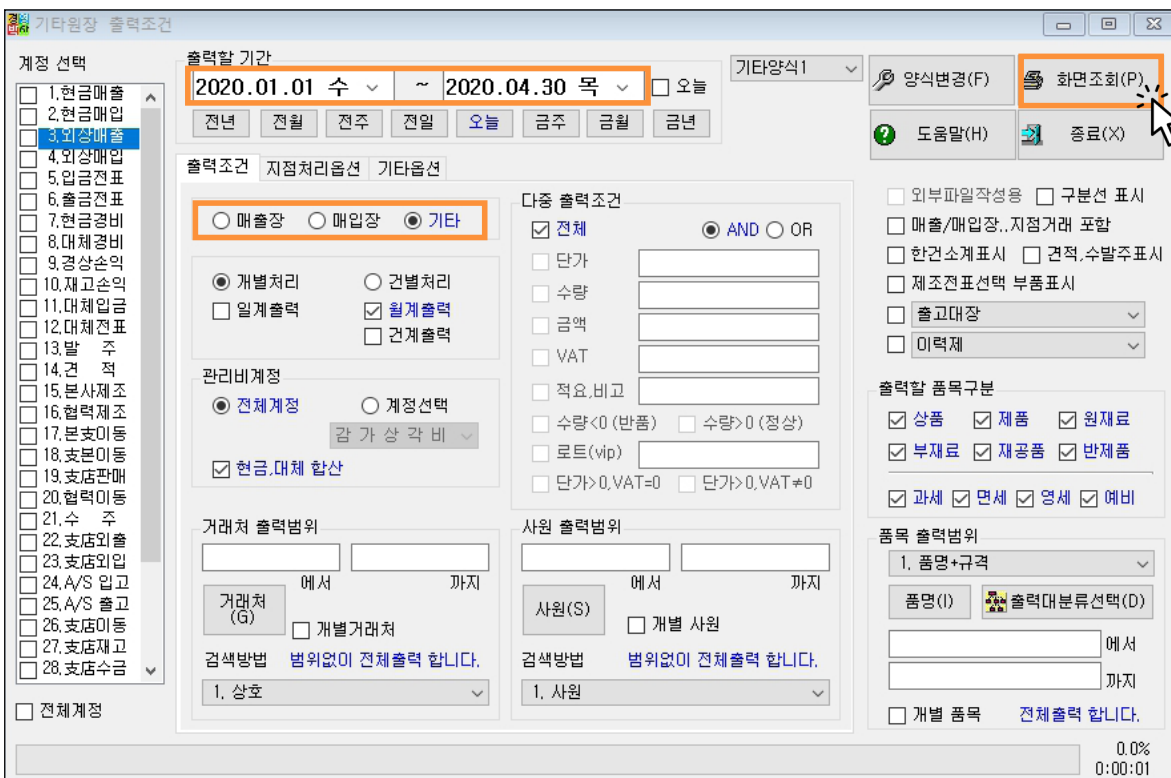 기타원장 출력조건
계정 선택
1.현금매출
2.현금매입
3.외상매출
4.외상매입
5.입금전표
6.출금전표
7.현금경비
8.대체경비
9.경상손익
10.재고손익
11.대체입금
12.대체전표
13.발 주
14.견 적
15.본사제조
16.협력제조
17.본支이동
18.支본이동
19.支店판매
20.협력이동
21.수 주
22.支店외출
23.支店외입
24.A/S 입고
25.A/S 출고
26.支店이동
27.支店재고
28.支店수금
전체계정
출력할 기간
2020.01.01 수 ~ 2020.04.30 목 오늘
전년 전월 전주 전일 오늘 금주 금월 금년
기타양식1
양식변경(F) 화면조회(P)
도움말(H) 종료(X)
출력조건 지점처리옵션 기타옵션
매출장 매입장 기타
개별처리 건별처리
일계출력 월계출력
건계출력
관리비계정
전체계정 계정선택
감 가 상 각 비
현금,대체 합산
다중 출력조건
전체 AND OR
단가
수량
금액
VAT
적요,비고
수량<0 (반품) 수량>0 (정상)
로트(vip)
단가>0,VAT=0 단가>0,VAT≠0
거래처 출력범위
에서 까지
거래처
(G)
개별거래처
검색방법 범위없이 전체출력 합니다.
1. 상호
사원 출력범위
에서 까지
사원(S)
개별 사원
검색방법 범위없이 전체출력 합니다.
1. 사원
외부파일작성용 구분선 표시
매출/매입장,,지점거래 포함
한건소계표시 견적,수발주표시
제조전표선택 부품표시
출고대장
이력제
출력할 품목구분
상품 제품 원재료
부재료 재공품 반제품
과세 면세 영세 예비
품목 출력범위
1. 품명+규격
품명(I) 출력대분류선택(D)
에서
까지
개별 품목 전체출력 합니다.
0.0%
0:00:01